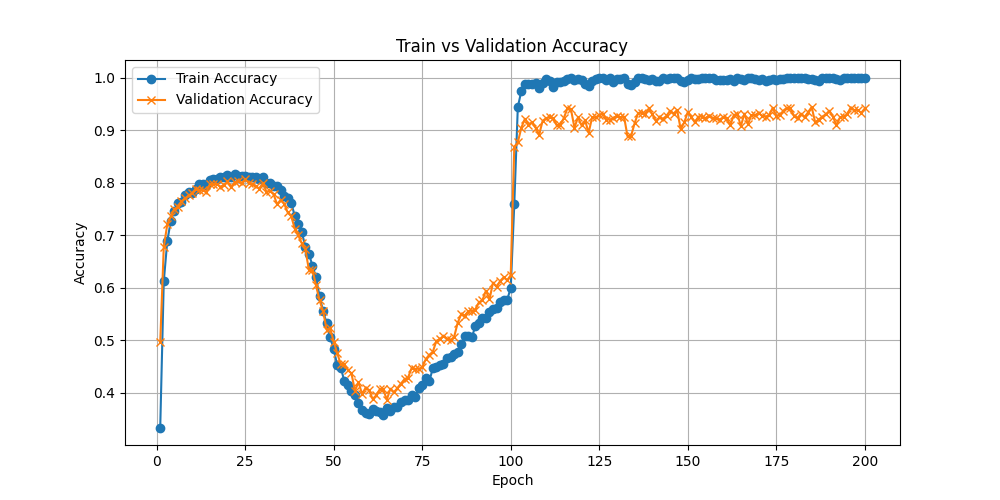 Train vs Validation Accuracy
Train Accuracy
Validation Accuracy
1.0
0.9
0.8
0.7
0.6
0.5
0.4
Accuracy
0 25 50 75 100 125 150 175 200
Epoch